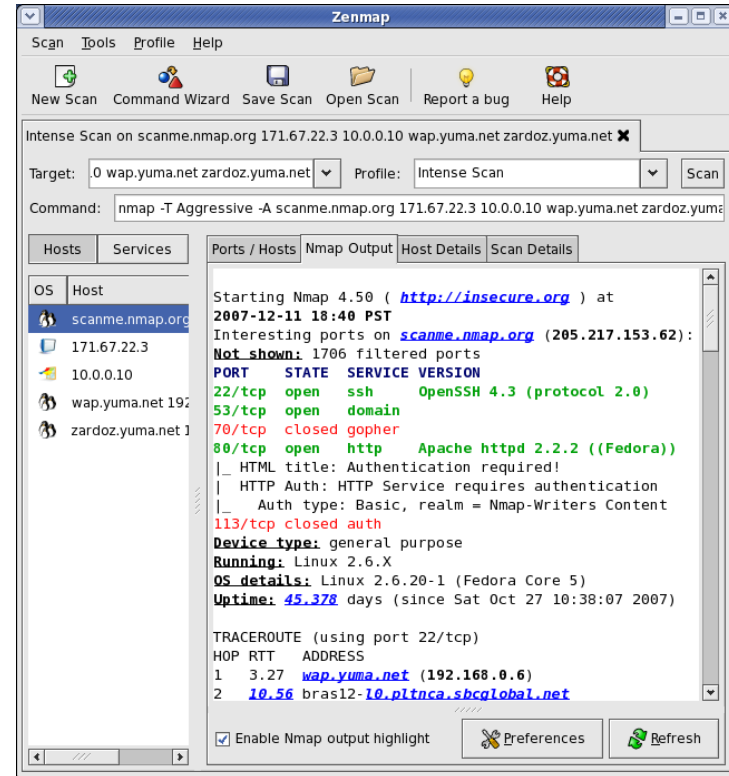 Zenmap
Scan Tools Profile Help
New Scan Command Wizard Save Scan Open Scan Report a bug Help
Intense Scan on scanme.nmap.org 171.67.22.3 10.0.0.10 wap.yuma.net zardoz.yuma.net
Target: .0 wap.yuma.net zardoz.yuma.net Profile: Intense Scan Scan
Command: nmap -T Aggressive -A scanme.nmap.org 171.67.22.3 10.0.0.10 wap.yuma.net zardoz.yuma
Hosts Services
OS Host
scanme.nmap.org
171.67.22.3
10.0.0.10
wap.yuma.net 192
zardoz.yuma.net 1
Ports / Hosts Nmap Output Host Details Scan Details
Starting Nmap 4.50 ( http://insecure.org ) at
2007-12-11 18:40 PST
Interesting ports on scanme.nmap.org (205.217.153.62):
Not shown: 1706 filtered ports
PORT STATE SERVICE VERSION
22/tcp open ssh OpenSSH 4.3 (protocol 2.0)
53/tcp open domain
70/tcp closed gopher
80/tcp open http Apache httpd 2.2.2 ((Fedora))
|_ HTML title: Authentication required!
| HTTP Auth: HTTP Service requires authentication
|_ Auth type: Basic, realm = Nmap-Writers Content
113/tcp closed auth
Device type: general purpose
Running: Linux 2.6.X
OS details: Linux 2.6.20-1 (Fedora Core 5)
Uptime: 45.378 days (since Sat Oct 27 10:38:07 2007)
TRACEROUTE (using port 22/tcp)
HOP RTT ADDRESS
1 3.27 wap.yuma.net (192.168.0.6)
2 10.56 bras12-l0.pltnca.sbcglobal.net
Enable Nmap output highlight Preferences Refresh